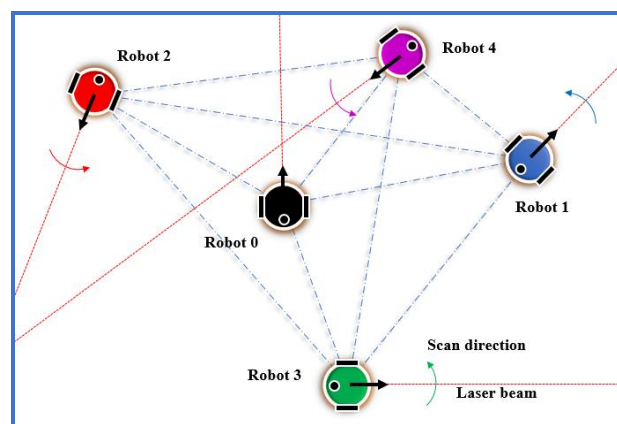 Robot 2
Robot 4
Robot 1
Robot 0
Scan direction
Robot 3
Laser beam